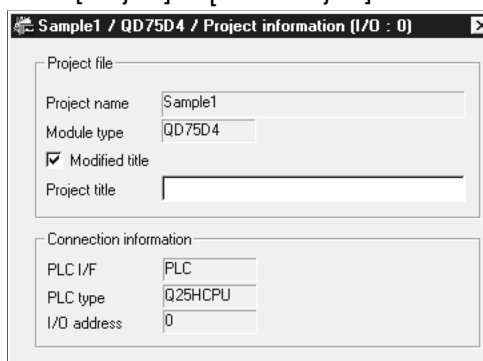 Sample1 / QD75D4 / Project information (I/O : 0)
Project file
Project name Sample1
Module type QD75D4
Modified title
Project title
Connection information
PLC I/F PLC
PLC type Q25HCPU
I/O address 0